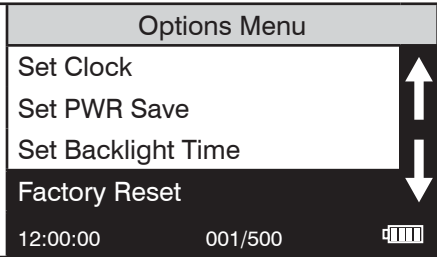 Options Menu
Set Clock
Set PWR Save
Set Backlight Time
Factory Reset
12:00:00 001/500